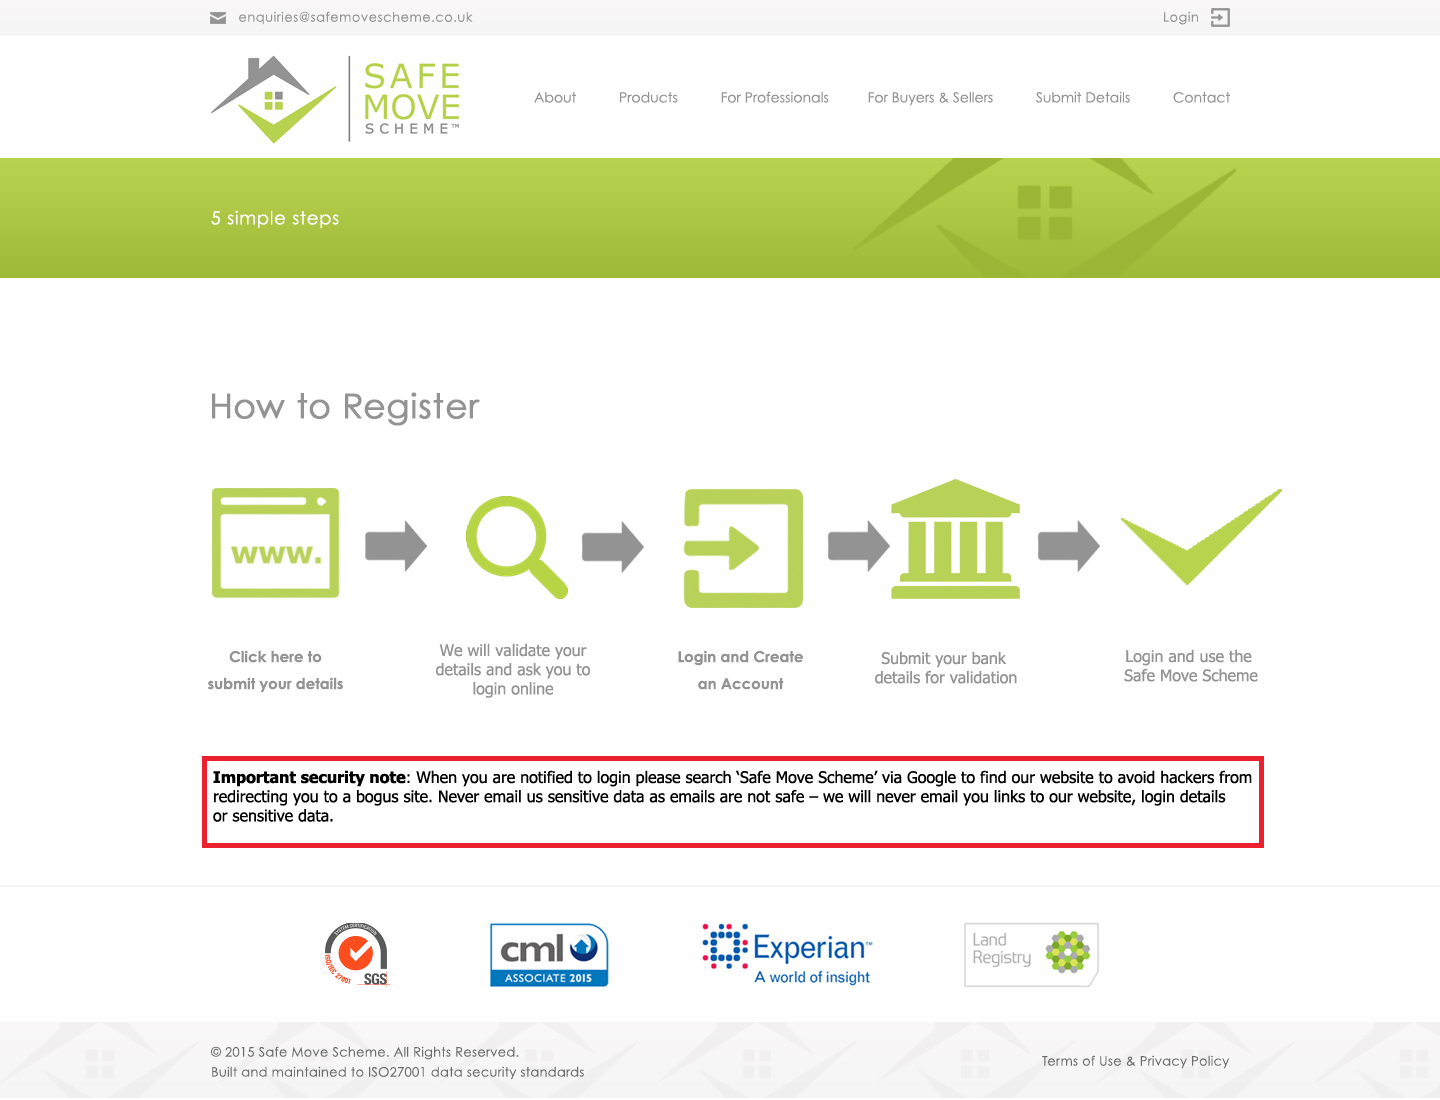 enquiries@safemovescheme.co.uk
Login
SAFE
MOVE
SCHEME™
About
Products
For Professionals
For Buyers & Sellers
Submit Details
Contact
5 simple steps
How to Register
www.
Click here to
submit your details
We will validate your
details and ask you to
login online
Login and Create
an Account
Submit your bank
details for validation
Login and use the
Safe Move Scheme
Important security note: When you are notified to login please search ‘Safe Move Scheme’ via Google to find our website to avoid hackers from
redirecting you to a bogus site. Never email us sensitive data as emails are not safe – we will never email you links to our website, login details
or sensitive data.
SYSTEM CERTIFICATION
ISO/IEC 27001
SGS
cml
ASSOCIATE 2015
Experian™
A world of insight
Land
Registry
© 2015 Safe Move Scheme. All Rights Reserved.
Built and maintained to ISO27001 data security standards
Terms of Use & Privacy Policy